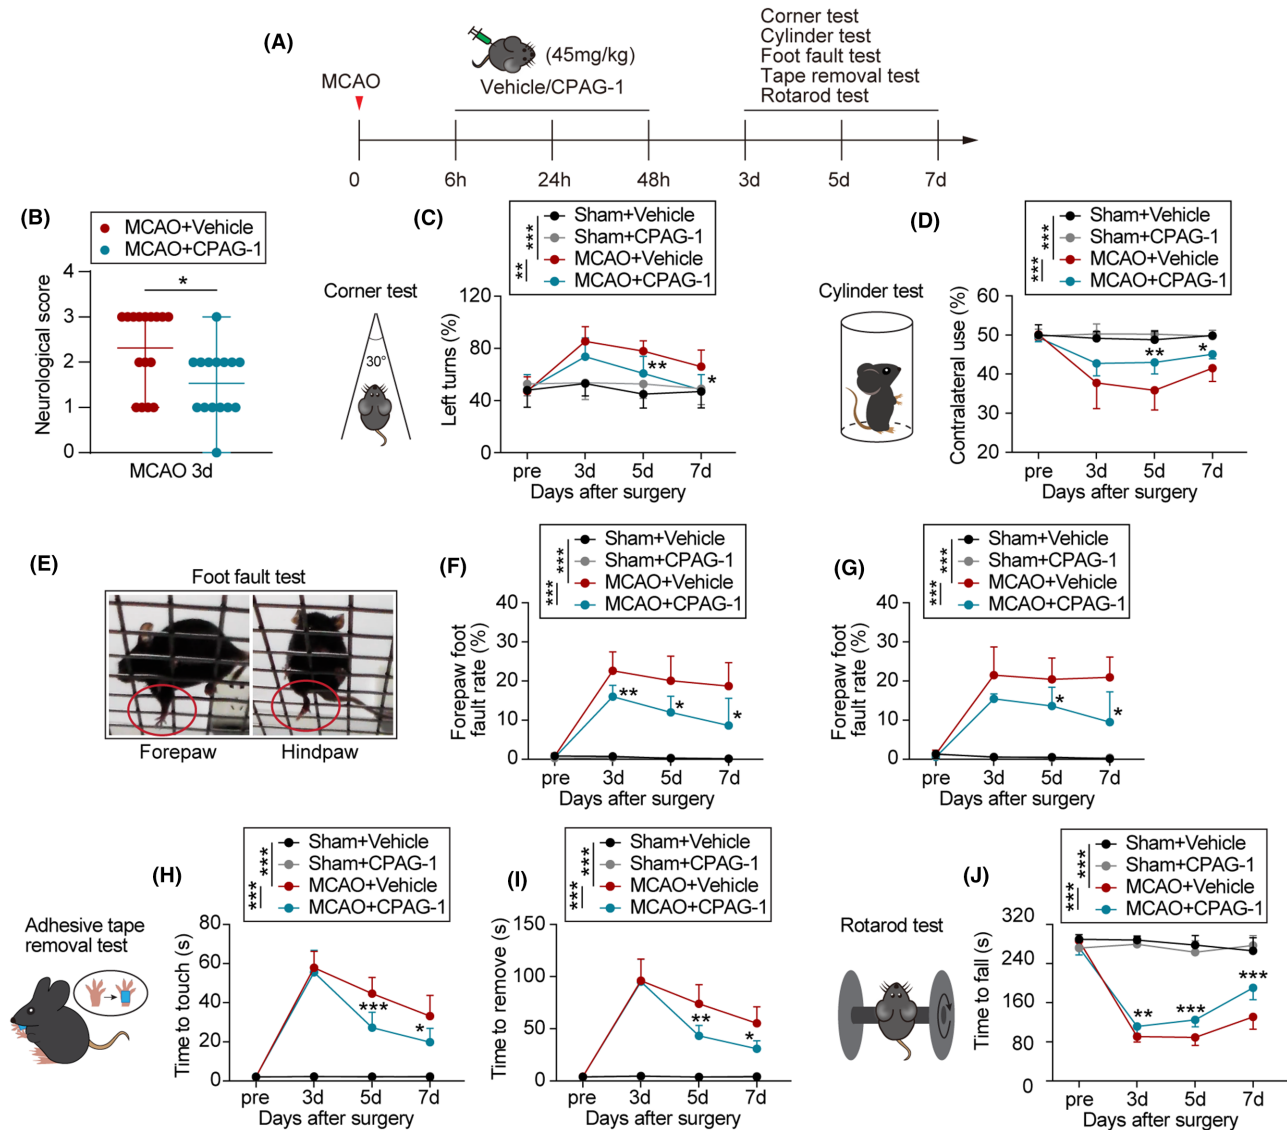 (A)
MCAO
(45mg/kg)
Vehicle/CPAG-1
Corner test
Cylinder test
Foot fault test
Tape removal test
Rotarod test
0
6h
24h
48h
3d
5d
7d
(B)
MCAO+Vehicle
MCAO+CPAG-1
Neurological score
4
3
2
1
0
*
MCAO 3d
(C)
Corner test
30°
Sham+Vehicle
Sham+CPAG-1
MCAO+Vehicle
MCAO+CPAG-1
***
**
Left turns (%)
120
80
40
0
**
*
pre
3d
5d
7d
Days after surgery
(D)
Cylinder test
Sham+Vehicle
Sham+CPAG-1
MCAO+Vehicle
MCAO+CPAG-1
***
***
Contralateral use (%)
60
50
40
30
20
**
*
pre
3d
5d
7d
Days after surgery
(E)
Foot fault test
Forepaw
Hindpaw
(F)
Sham+Vehicle
Sham+CPAG-1
MCAO+Vehicle
MCAO+CPAG-1
***
***
Forepaw foot
fault rate (%)
40
30
20
10
0
**
*
*
pre
3d
5d
7d
Days after surgery
(G)
Sham+Vehicle
Sham+CPAG-1
MCAO+Vehicle
MCAO+CPAG-1
***
***
Forepaw foot
fault rate (%)
40
30
20
10
0
*
*
pre
3d
5d
7d
Days after surgery
Adhesive tape
removal test
(H)
Sham+Vehicle
Sham+CPAG-1
MCAO+Vehicle
MCAO+CPAG-1
***
***
Time to touch (s)
80
60
40
20
0
***
*
pre
3d
5d
7d
Days after surgery
(I)
Sham+Vehicle
Sham+CPAG-1
MCAO+Vehicle
MCAO+CPAG-1
***
***
Time to remove (s)
150
100
50
0
**
*
pre
3d
5d
7d
Days after surgery
(J)
Rotarod test
Sham+Vehicle
Sham+CPAG-1
MCAO+Vehicle
MCAO+CPAG-1
***
***
Time to fall (s)
320
240
160
80
0
**
***
***
pre
3d
5d
7d
Days after surgery